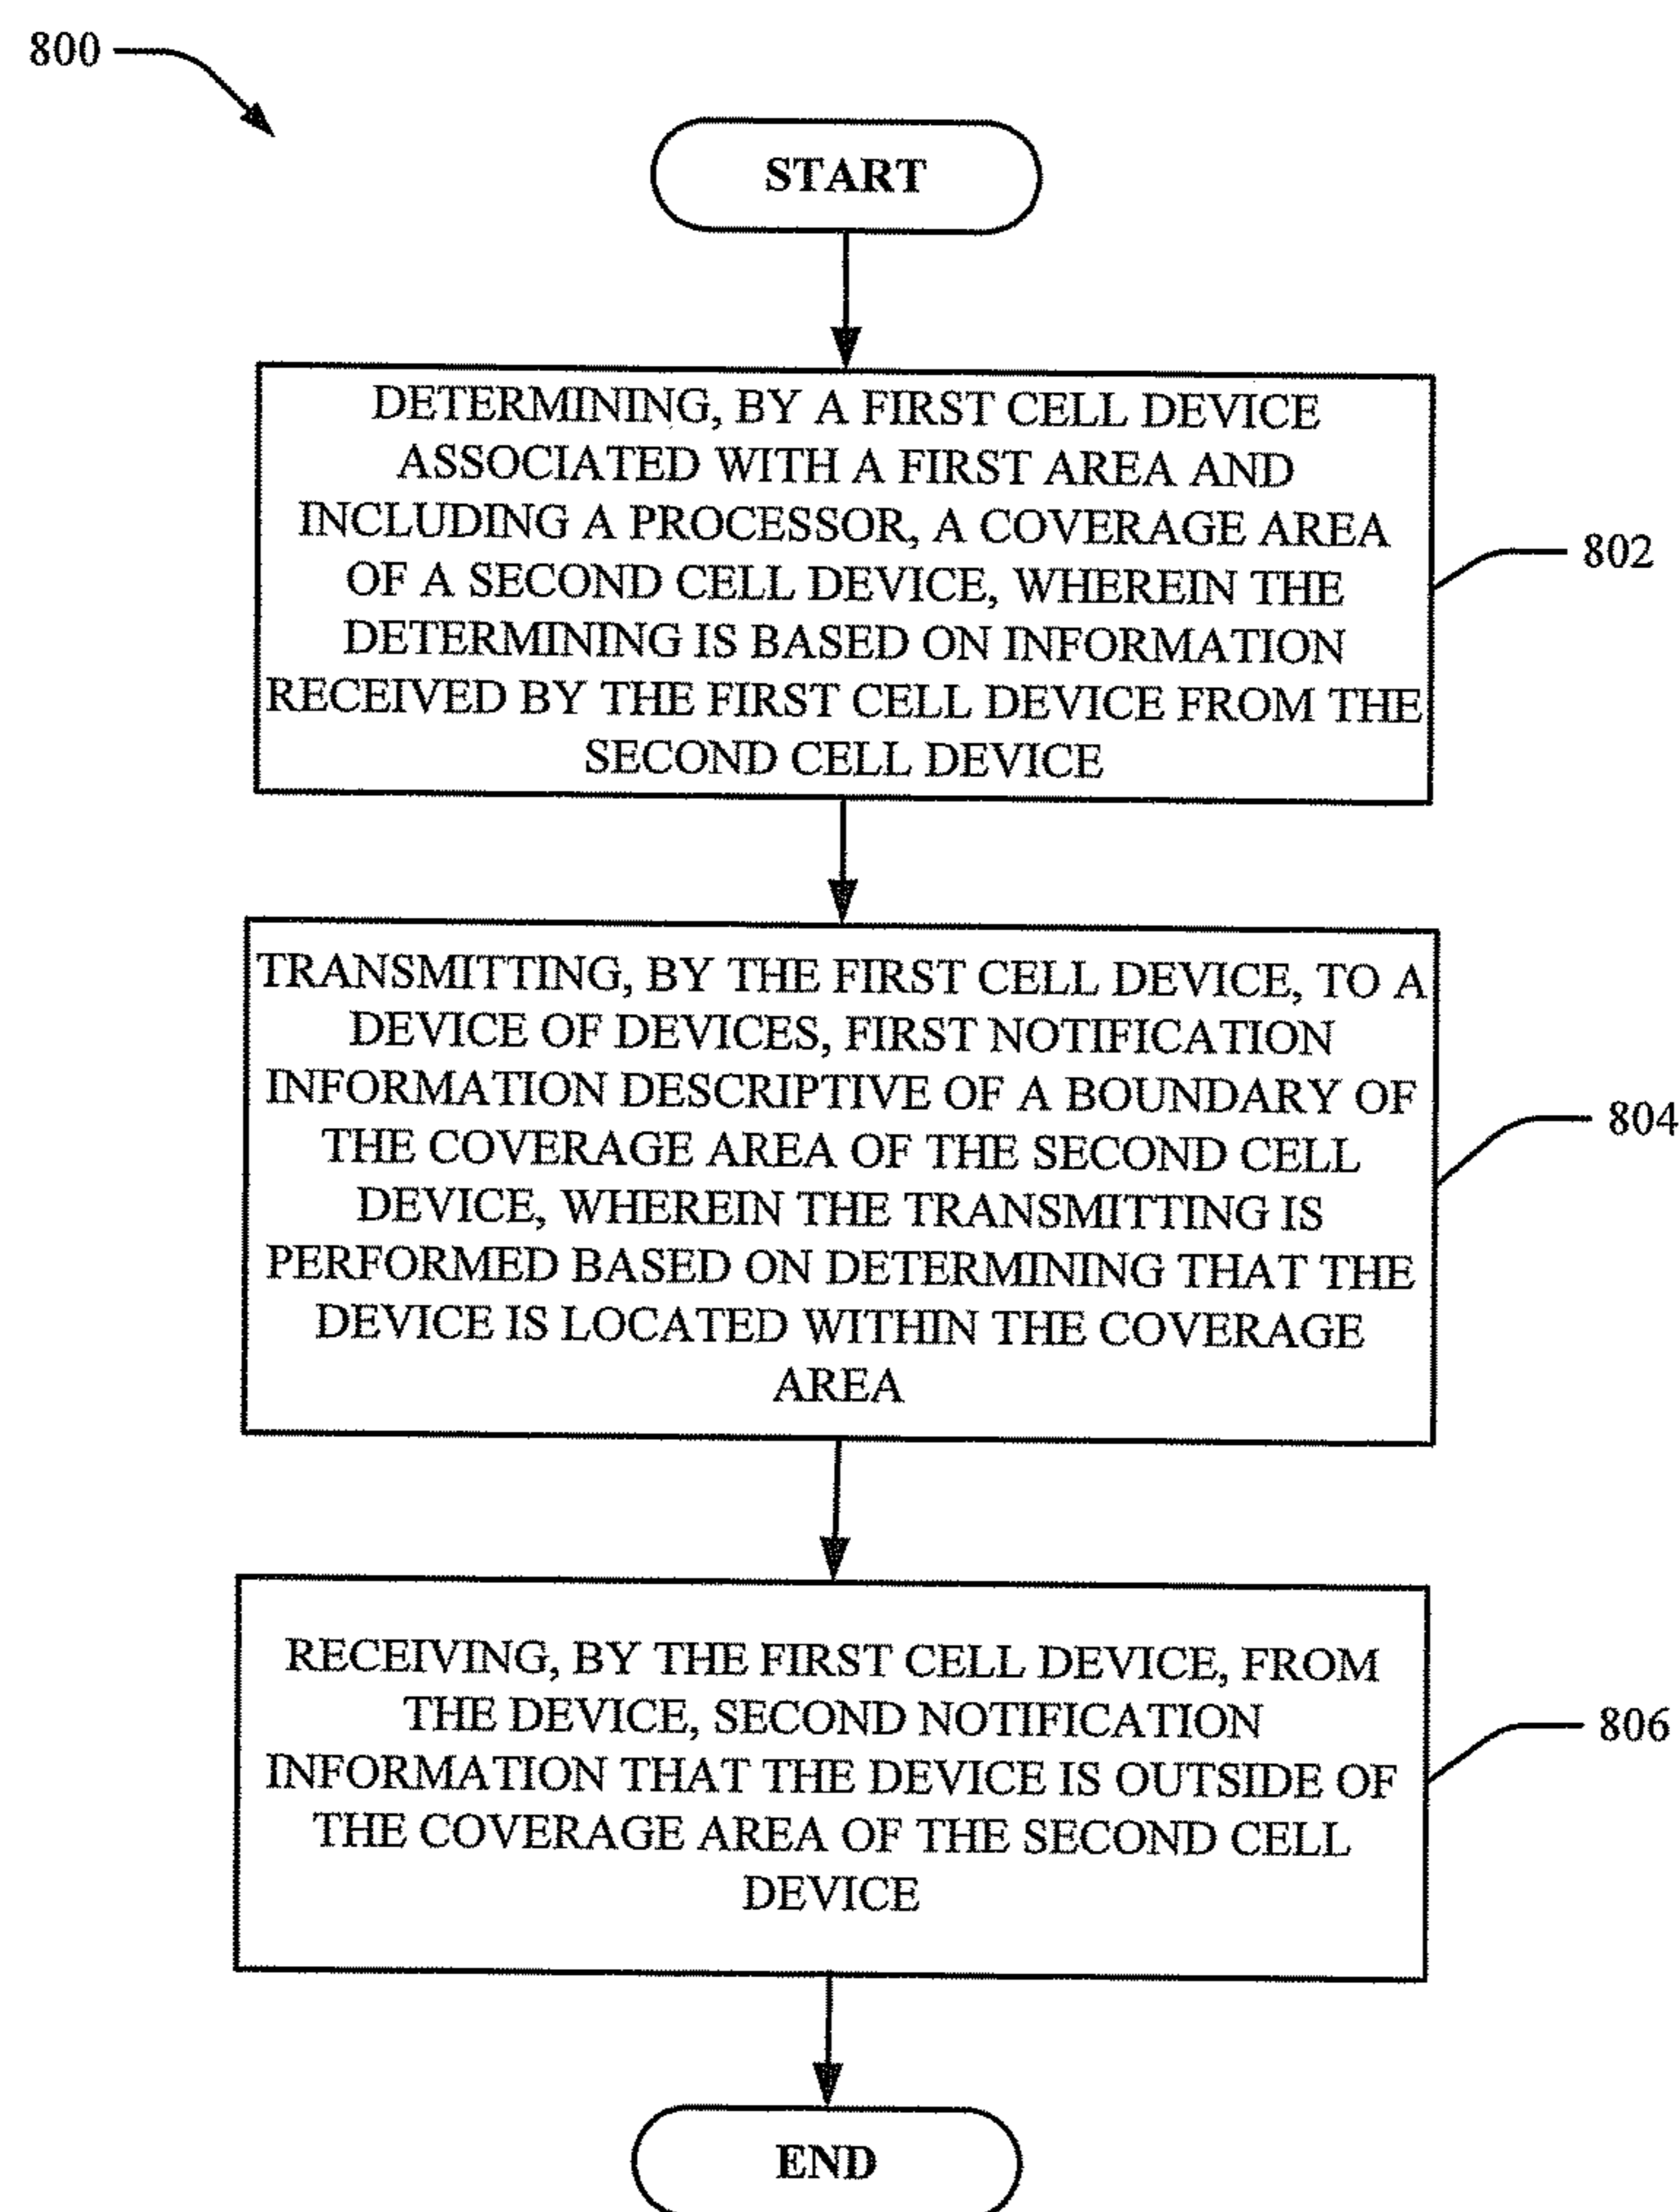 800
START
DETERMINING, BY A FIRST CELL DEVICE
ASSOCIATED WITH A FIRST AREA AND
INCLUDING A PROCESSOR, A COVERAGE AREA
OF A SECOND CELL DEVICE, WHEREIN THE
DETERMINING IS BASED ON INFORMATION
RECEIVED BY THE FIRST CELL DEVICE FROM THE
SECOND CELL DEVICE
802
TRANSMITTING, BY THE FIRST CELL DEVICE, TO A
DEVICE OF DEVICES, FIRST NOTIFICATION
INFORMATION DESCRIPTIVE OF A BOUNDARY OF
THE COVERAGE AREA OF THE SECOND CELL
DEVICE, WHEREIN THE TRANSMITTING IS
PERFORMED BASED ON DETERMINING THAT THE
DEVICE IS LOCATED WITHIN THE COVERAGE
AREA
804
RECEIVING, BY THE FIRST CELL DEVICE, FROM
THE DEVICE, SECOND NOTIFICATION
INFORMATION THAT THE DEVICE IS OUTSIDE OF
THE COVERAGE AREA OF THE SECOND CELL
DEVICE
806
END